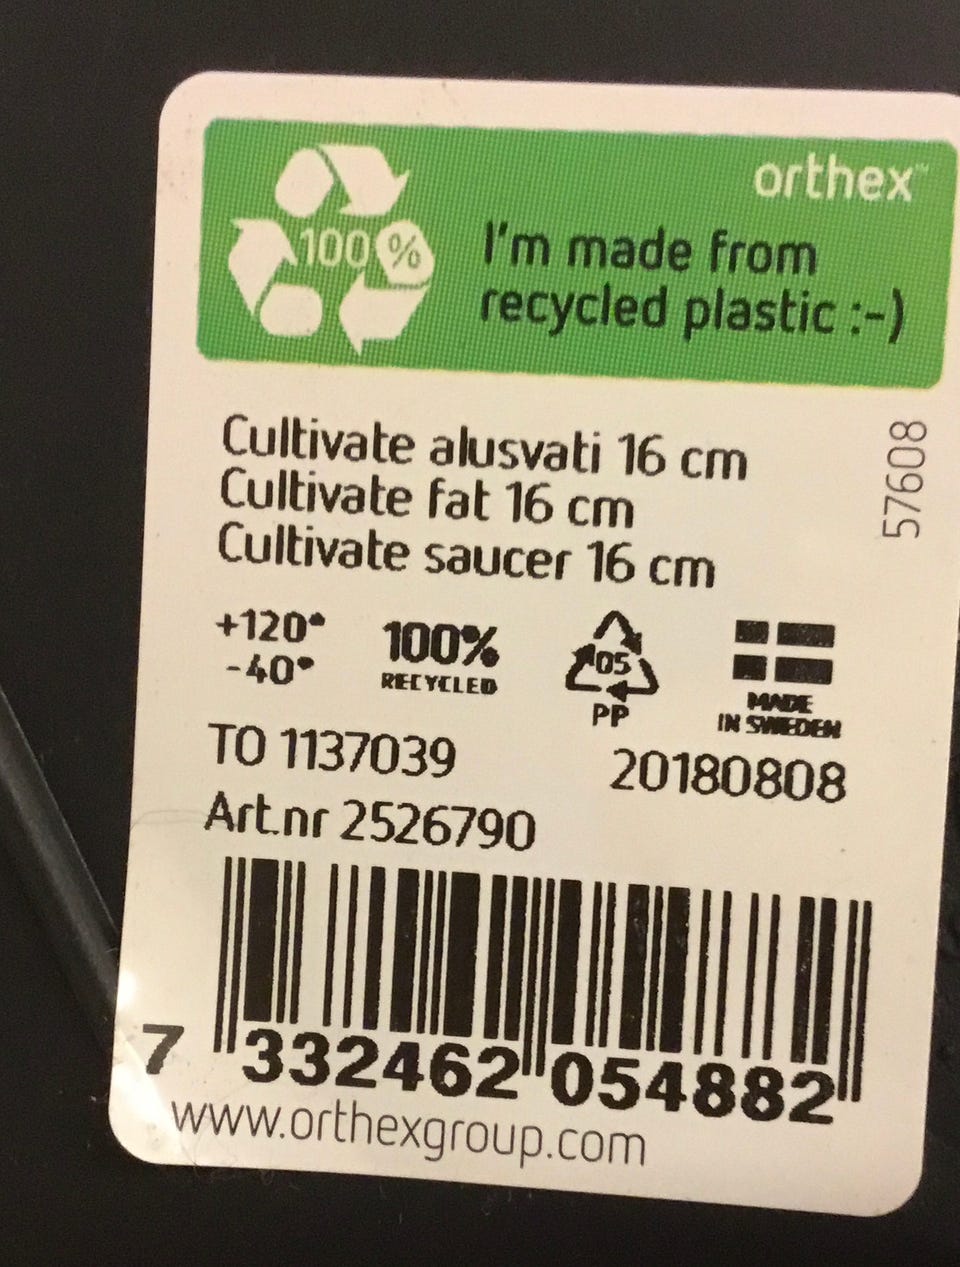 orthex™
100%
I'm made from
recycled plastic :-)
57608
Cultivate alusvati 16 cm
Cultivate fat 16 cm
Cultivate saucer 16 cm
+120°
-40°
100%
RECYCLED
05
PP
MADE
IN SWEDEN
TO 1137039
20180808
Art.nr 2526790
7 332462 054882
www.orthexgroup.com